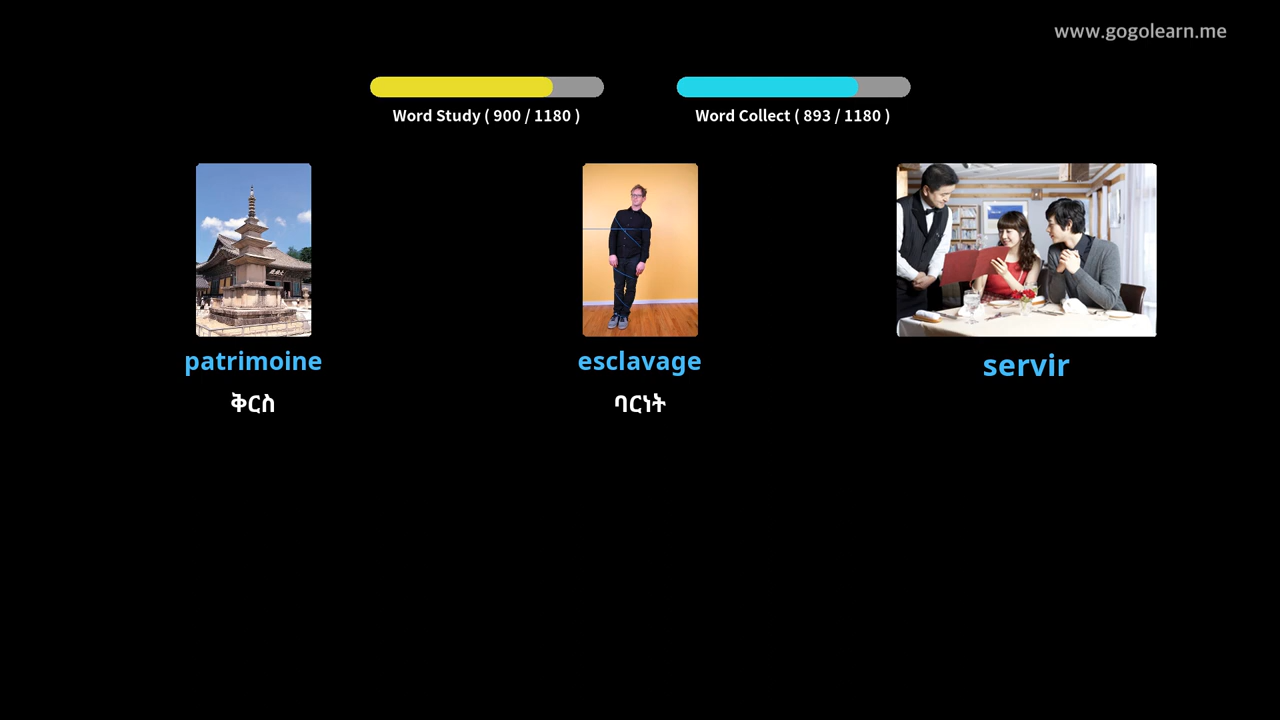 www.gogolearn.me
Word Study ( 900 / 1180 )
Word Collect ( 893 / 1180 )
patrimoine
esclavage
servir
ቅርስ
ባርነት